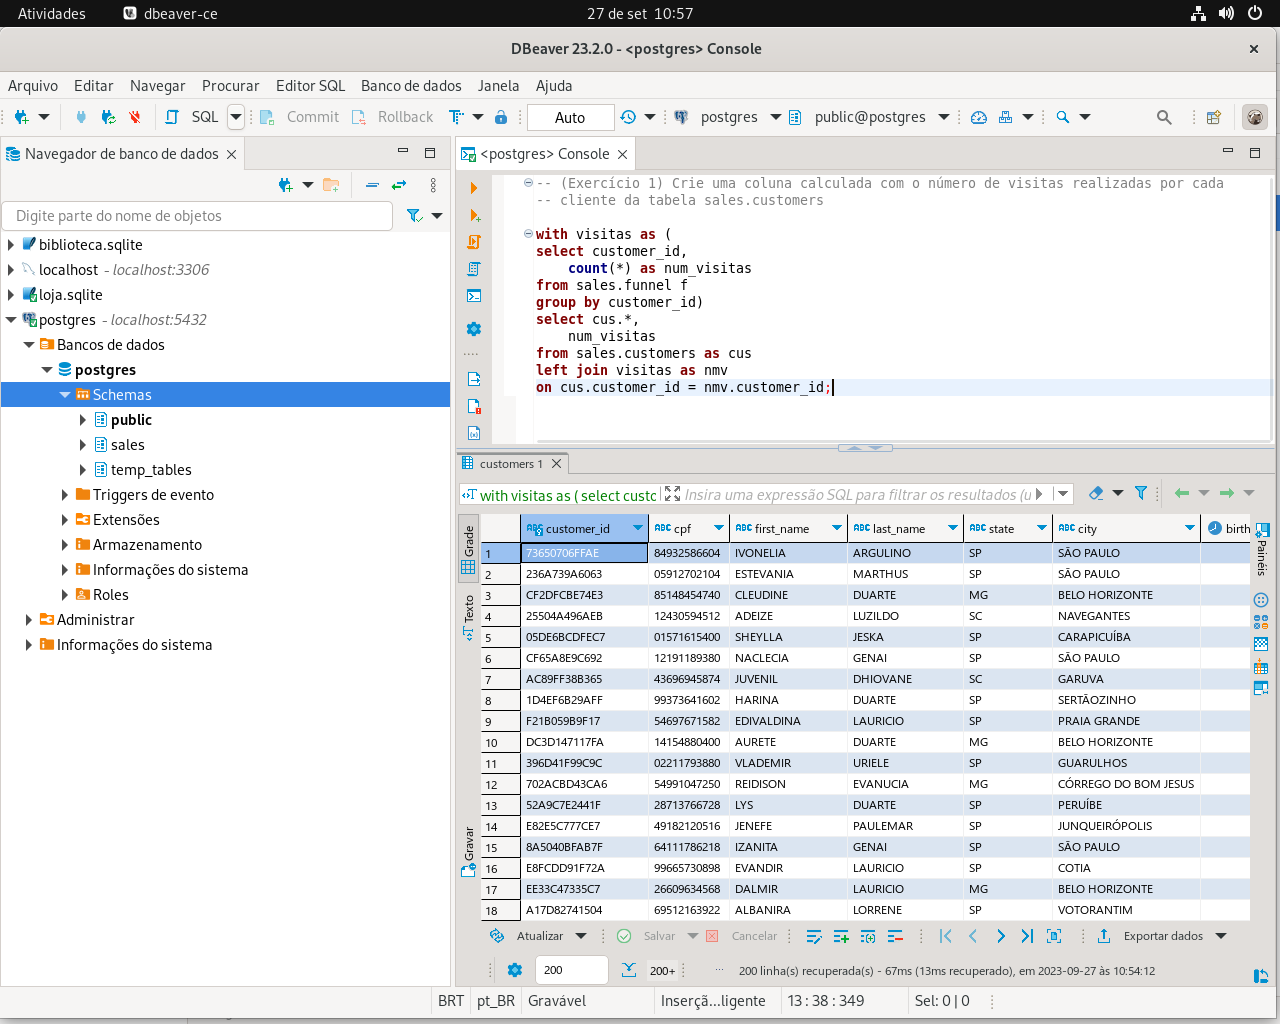 Atividades
dbeaver-ce
27 de set 10:57
DBeaver 23.2.0 - <postgres> Console
Arquivo Editar Navegar Procurar Editor SQL Banco de dados Janela Ajuda
SQL Commit Rollback Auto postgres public@postgres
Navegador de banco de dados
Digite parte do nome de objetos
biblioteca.sqlite
localhost - localhost:3306
loja.sqlite
postgres - localhost:5432
Bancos de dados
postgres
Schemas
public
sales
temp_tables
Triggers de evento
Extensões
Armazenamento
Informações do sistema
Roles
Administrar
Informações do sistema
<postgres> Console
-- (Exercício 1) Crie uma coluna calculada com o número de visitas realizadas por cada
-- cliente da tabela sales.customers
with visitas as (
select customer_id,
count(*) as num_visitas
from sales.funnel f
group by customer_id)
select cus.*,
num_visitas
from sales.customers as cus
left join visitas as nmv
on cus.customer_id = nmv.customer_id;
customers 1
with visitas as ( select custc
Insira uma expressão SQL para filtrar os resultados (u
Grade
Texto
Gravar
Painéis
customer_id cpf first_name last_name state city birth
1 73650706FFAE 84932586604 IVONELIA ARGULINO SP SÃO PAULO
2 236A739A6063 05912702104 ESTEVANIA MARTHUS SP SÃO PAULO
3 CF2DFCBE74E3 85148454740 CLEUDINE DUARTE MG BELO HORIZONTE
4 25504A496AEB 12430594512 ADEIZE LUZILDO SC NAVEGANTES
5 05DE6BCDFEC7 01571615400 SHEYLLA JESKA SP CARAPICUÍBA
6 CF65A8E9C692 12191189380 NACLECIA GENAI SP SÃO PAULO
7 AC89FF38B365 43696945874 JUVENIL DHIOVANE SC GARUVA
8 1D4EF6B29AFF 99373641602 HARINA DUARTE SP SERTÃOZINHO
9 F21B059B9F17 54697671582 EDIVALDINA LAURICIO SP PRAIA GRANDE
10 DC3D147117FA 14154880400 AURETE DUARTE MG BELO HORIZONTE
11 396D41F99C9C 02211793880 VLADEMIR URIELE SP GUARULHOS
12 702ACBD43CA6 54991047250 REIDISON EVANUCIA MG CÓRREGO DO BOM JESUS
13 52A9C7E2441F 28713766728 LYS DUARTE SP PERUÍBE
14 E82E5C777CE7 49182120516 JENEFE PAULEMAR SP JUNQUEIRÓPOLIS
15 8A5040BFAB7F 64111786218 IZANITA GENAI SP SÃO PAULO
16 E8FCDD91F72A 99665730898 EVANDIR LAURICIO SP COTIA
17 EE33C47335C7 26609634568 DALMIR LAURICIO MG BELO HORIZONTE
18 A17D82741504 69512163922 ALBANIRA LORRENE SP VOTORANTIM
Atualizar Salvar Cancelar Exportar dados
200 200+ ... 200 linha(s) recuperada(s) - 67ms (13ms recuperado), em 2023-09-27 às 10:54:12
BRT pt_BR Gravável Inserçã...ligente 13 : 38 : 349 Sel: 0 | 0